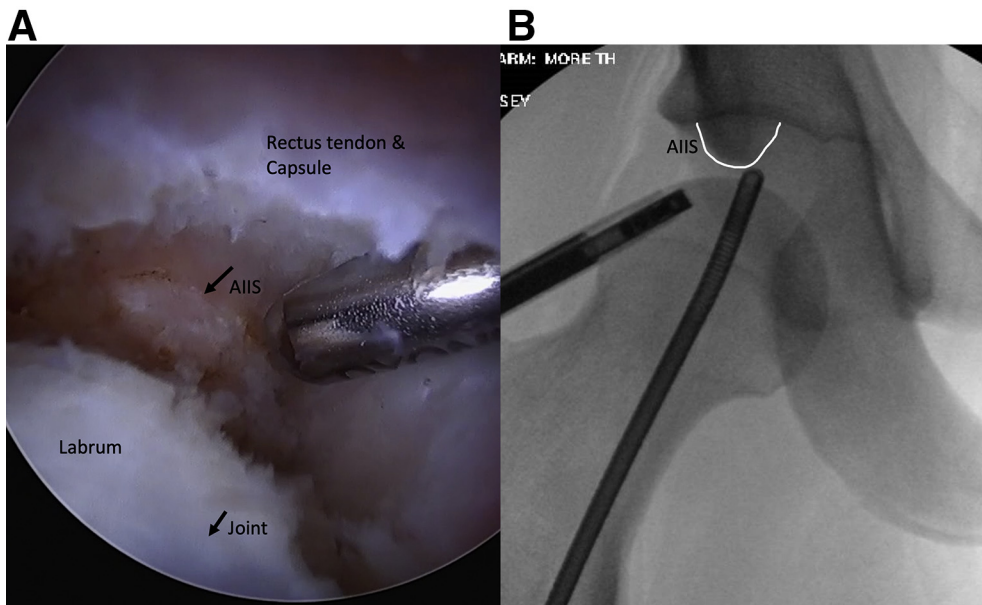 A
B
ARM: MORE TH
SEY
Rectus tendon &
Capsule
AIIS
AIIS
Labrum
Joint